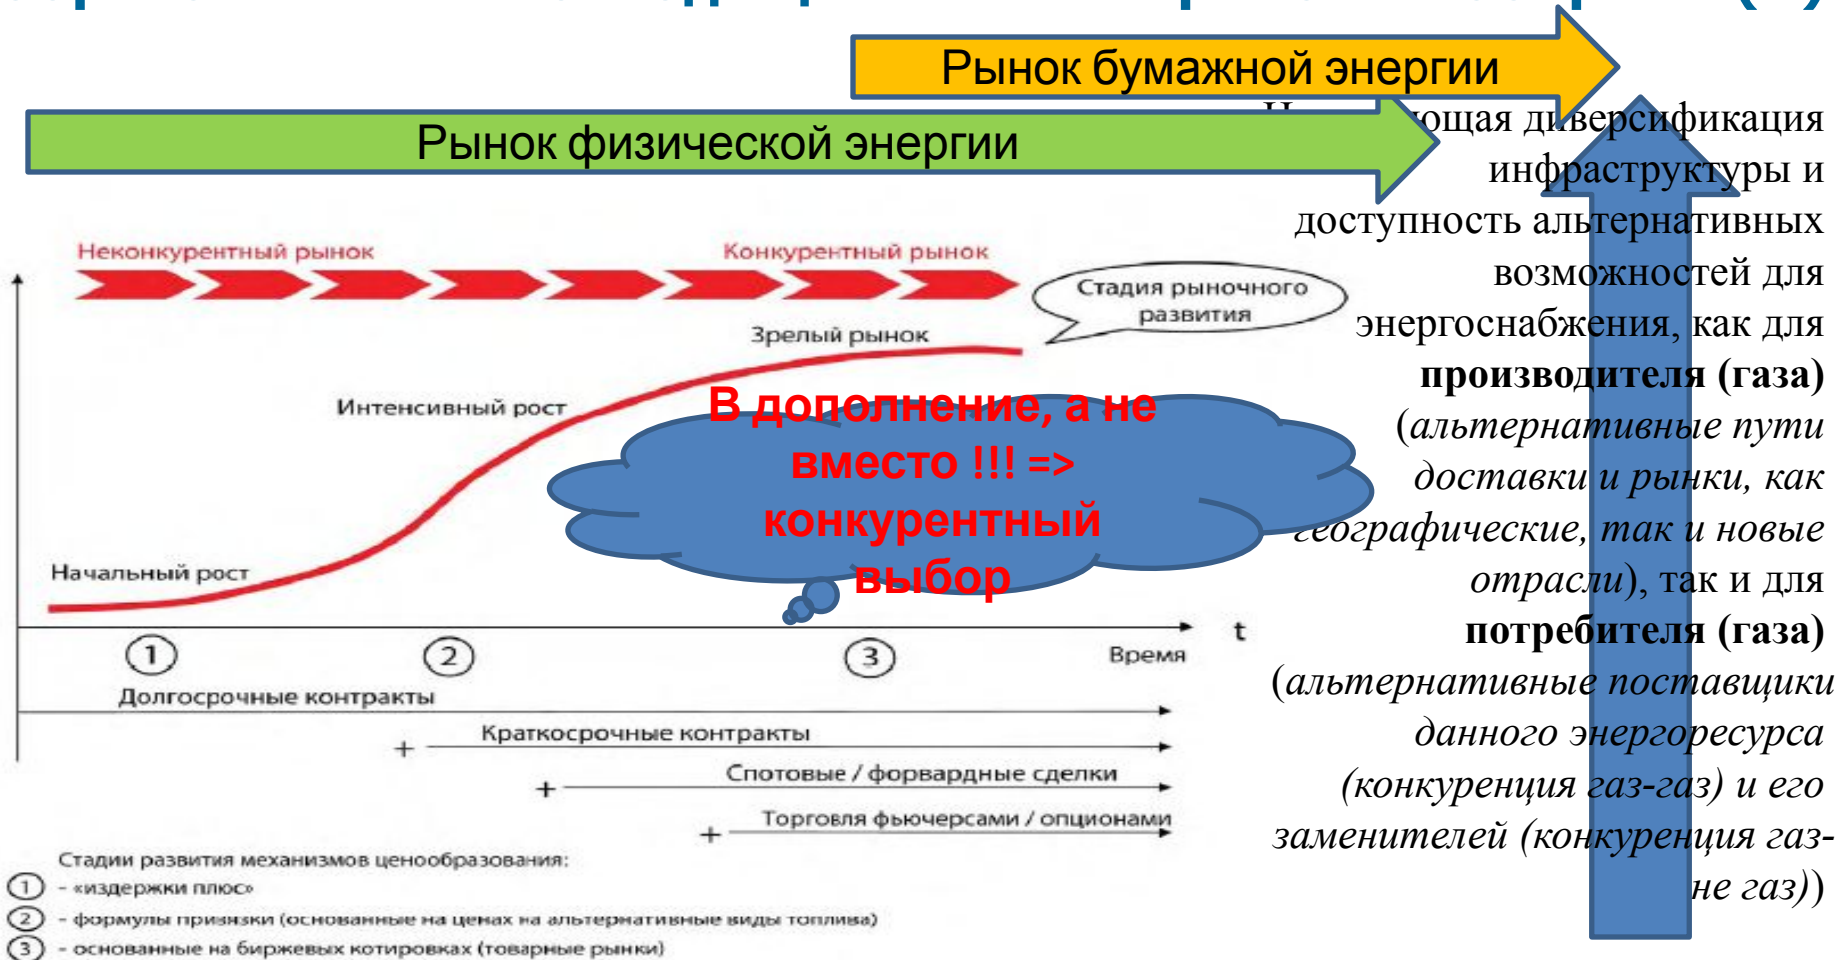 Рынок бумажной энергии
Рынок физической энергии
диверсификация
инфраструктуры и
доступность альтернативных
возможностей для
энергоснабжения, как для
производителя (газа)
(альтернативные пути
доставки и рынки, как
географические, так и новые
отрасли), так и для
потребителя (газа)
(альтернативные поставщики
данного энергоресурса
(конкуренция газ-газ) и его
заменителей (конкуренция газ-
не газ))
Неконкурентный рынок
Конкурентный рынок
Стадия рыночного
развития
Зрелый рынок
Интенсивный рост
Начальный рост
В дополнение, а не
вместо !!! =>
конкурентный
выбор
t
Время
1
2
3
Долгосрочные контракты
+ Краткосрочные контракты
+ Спотовые / форвардные сделки
+ Торговля фьючерсами / опционами
Стадии развития механизмов ценообразования:
1 - «издержки плюс»
2 - формулы привязки (основанные на ценах на альтернативные виды топлива)
3 - основанные на биржевых котировках (товарные рынки)